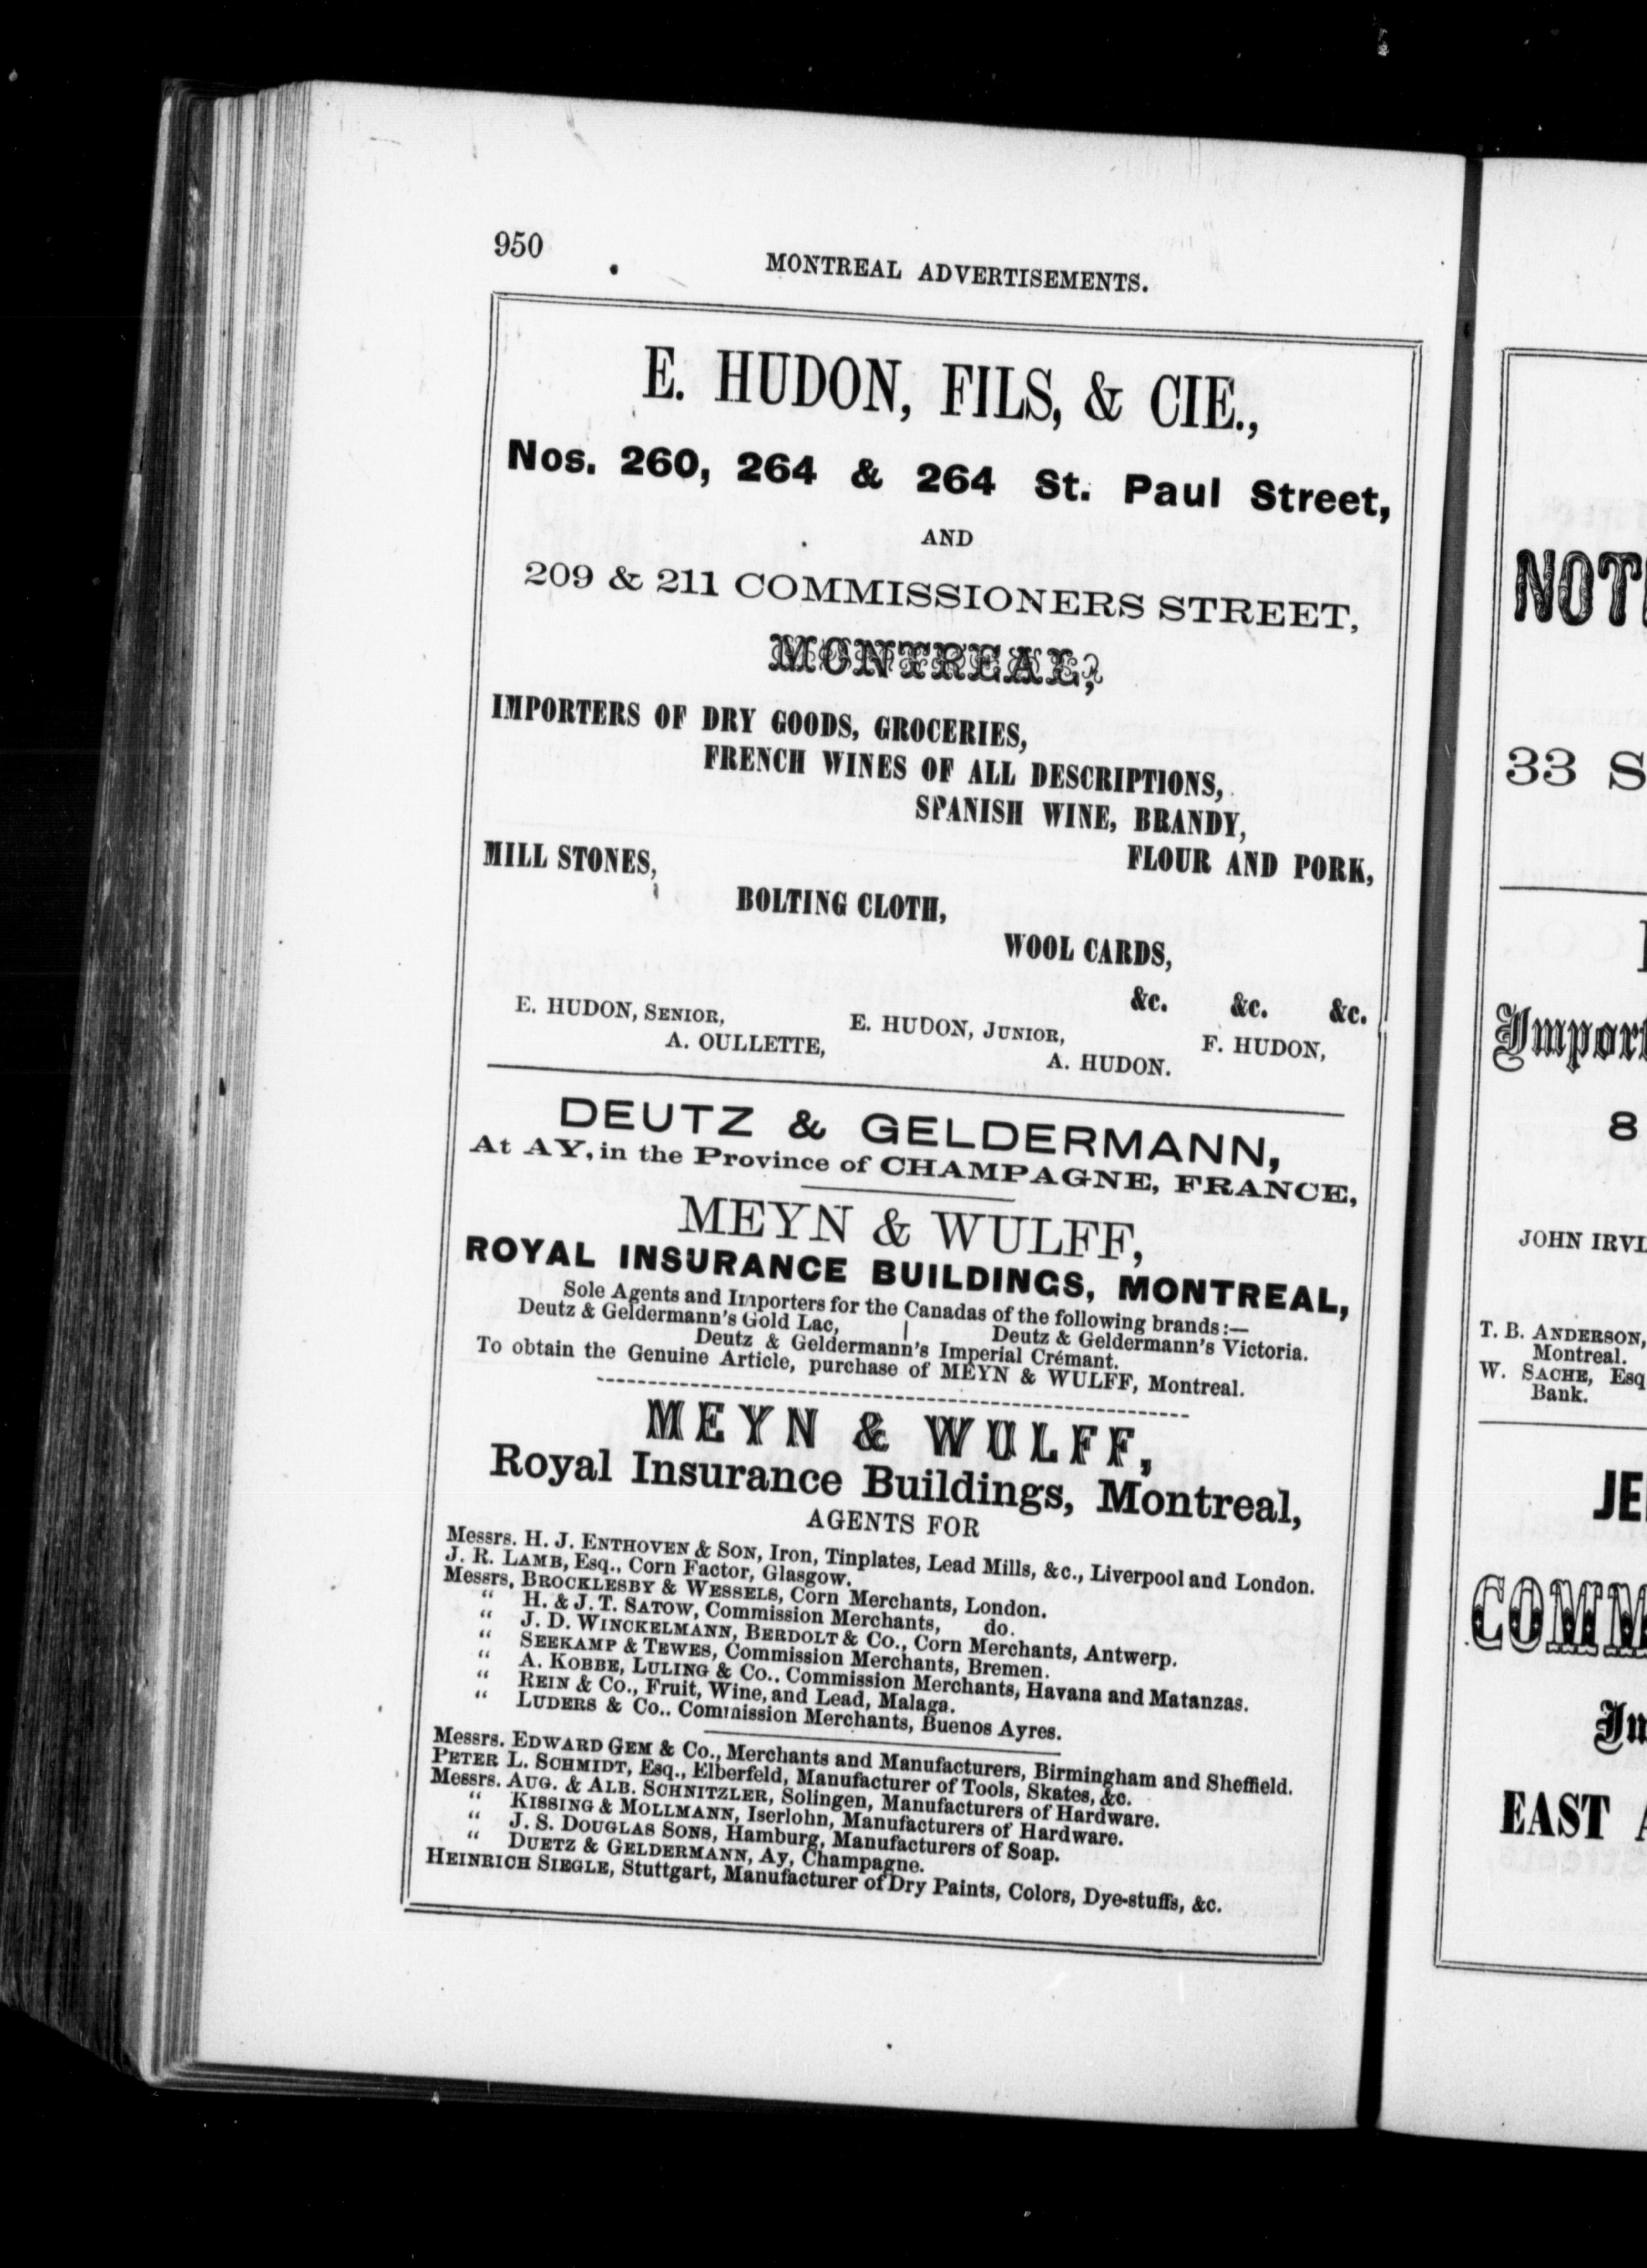 950
MONTREAL ADVERTISEMENTS.
E. HUDON, FILS, & CIE.,
Nos. 260, 264 & 264 St. Paul Street,
AND
209 & 211 COMMISSIONERS STREET,
MONTREAL,
IMPORTERS OF DRY GOODS, GROCERIES,
FRENCH WINES OF ALL DESCRIPTIONS,
SPANISH WINE, BRANDY,
FLOUR AND PORK,
MILL STONES,
BOLTING CLOTH,
WOOL CARDS,
&c. &c. &c.
E. HUDON, SENIOR, E. HUDON, JUNIOR, F. HUDON,
A. OULLETTE, A. HUDON.
DEUTZ & GELDERMANN,
At AY, in the Province of CHAMPAGNE, FRANCE,
MEYN & WULFF,
ROYAL INSURANCE BUILDINGS, MONTREAL,
Sole Agents and Importers for the Canadas of the following brands:—
Deutz & Geldermann's Gold Lac, | Deutz & Geldermann's Victoria.
Deutz & Geldermann's Imperial Crémant.
To obtain the Genuine Article, purchase of MEYN & WULFF, Montreal.
MEYN & WULFF,
Royal Insurance Buildings, Montreal,
AGENTS FOR
Messrs. H. J. ENTHOVEN & SON, Iron, Tinplates, Lead Mills, &c., Liverpool and London.
J. R. LAMB, Esq., Corn Factor, Glasgow.
Messrs. BROCKLESBY & WESSELS, Corn Merchants, London.
" H. & J. T. SATOW, Commission Merchants, do.
" J. D. WINCKELMANN, BERDOLT & Co., Corn Merchants, Antwerp.
" SEEKAMP & TEWES, Commission Merchants, Bremen.
" A. KOBBE, LULING & Co., Commission Merchants, Havana and Matanzas.
" REIN & Co., Fruit, Wine, and Lead, Malaga.
" LUDERS & Co., Commission Merchants, Buenos Ayres.
Messrs. EDWARD GEM & Co., Merchants and Manufacturers, Birmingham and Sheffield.
PETER L. SCHMIDT, Esq., Elberfeld, Manufacturer of Tools, Skates, &c.
Messrs. AUG. & ALB. SCHNITZLER, Solingen, Manufacturers of Hardware.
" KISSING & MOLLMANN, Iserlohn, Manufacturers of Hardware.
" J. S. DOUGLAS SONS, Hamburg, Manufacturers of Soap.
" DUETZ & GELDERMANN, Ay, Champagne.
HEINRICH SIEGLE, Stuttgart, Manufacturer of Dry Paints, Colors, Dye-stuffs, &c.
33 S
8
JOHN IRVI
T. B. ANDERSON,
Montreal.
W. SACHE, Esq
Bank.
JE
COMM
EAST A